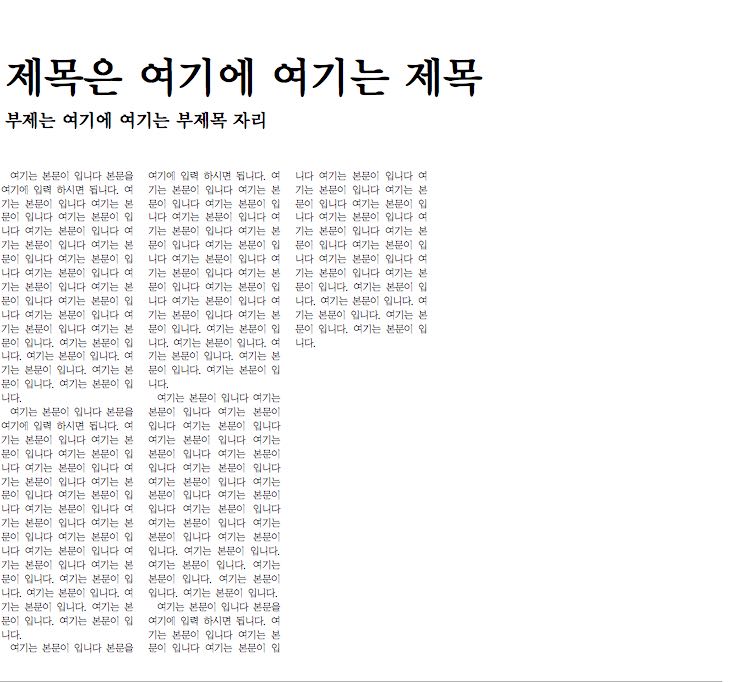 제목은 여기에 여기는 제목
부제는 여기에 여기는 부제목 자리
여기는 본문이 입니다 본문을
여기에 입력 하시면 됩니다. 여
기는 본문이 입니다 여기는 본
문이 입니다 여기는 본문이 입
니다 여기는 본문이 입니다 여
기는 본문이 입니다 여기는 본
문이 입니다 여기는 본문이 입
니다 여기는 본문이 입니다 여
기는 본문이 입니다 여기는 본
문이 입니다 여기는 본문이 입
니다 여기는 본문이 입니다 여
기는 본문이 입니다 여기는 본
문이 입니다. 여기는 본문이 입
니다. 여기는 본문이 입니다. 여
기는 본문이 입니다. 여기는 본
문이 입니다. 여기는 본문이 입
니다.
여기는 본문이 입니다 본문을
여기에 입력 하시면 됩니다. 여
기는 본문이 입니다 여기는 본
문이 입니다 여기는 본문이 입
니다 여기는 본문이 입니다 여
기는 본문이 입니다 여기는 본
문이 입니다 여기는 본문이 입
니다 여기는 본문이 입니다 여
기는 본문이 입니다 여기는 본
문이 입니다 여기는 본문이 입
니다 여기는 본문이 입니다 여
기는 본문이 입니다 여기는 본
문이 입니다. 여기는 본문이 입
니다. 여기는 본문이 입니다. 여
기는 본문이 입니다. 여기는 본
문이 입니다. 여기는 본문이 입
니다.
여기는 본문이 입니다 본문을
여기에 입력 하시면 됩니다. 여
기는 본문이 입니다 여기는 본
문이 입니다 여기는 본문이 입
니다 여기는 본문이 입니다 여
기는 본문이 입니다 여기는 본
문이 입니다 여기는 본문이 입
니다 여기는 본문이 입니다 여
기는 본문이 입니다 여기는 본
문이 입니다 여기는 본문이 입
니다 여기는 본문이 입니다 여
기는 본문이 입니다 여기는 본
문이 입니다. 여기는 본문이 입
니다. 여기는 본문이 입니다. 여
기는 본문이 입니다. 여기는 본
문이 입니다. 여기는 본문이 입
니다.
여기는 본문이 입니다 여기는
본문이 입니다 여기는 본문이
입니다 여기는 본문이 입니다
여기는 본문이 입니다 여기는
본문이 입니다 여기는 본문이
입니다 여기는 본문이 입니다
여기는 본문이 입니다 여기는
본문이 입니다 여기는 본문이
입니다 여기는 본문이 입니다
여기는 본문이 입니다 여기는
본문이 입니다 여기는 본문이
입니다. 여기는 본문이 입니다.
여기는 본문이 입니다. 여기는
본문이 입니다. 여기는 본문이
입니다. 여기는 본문이 입니다.
여기는 본문이 입니다 본문을
여기에 입력 하시면 됩니다. 여
기는 본문이 입니다 여기는 본
문이 입니다 여기는 본문이 입
니다 여기는 본문이 입니다 여
기는 본문이 입니다 여기는 본
문이 입니다 여기는 본문이 입
니다 여기는 본문이 입니다 여
기는 본문이 입니다 여기는 본
문이 입니다 여기는 본문이 입
니다 여기는 본문이 입니다 여
기는 본문이 입니다 여기는 본
문이 입니다. 여기는 본문이 입
니다. 여기는 본문이 입니다. 여
기는 본문이 입니다. 여기는 본
문이 입니다. 여기는 본문이 입
니다.